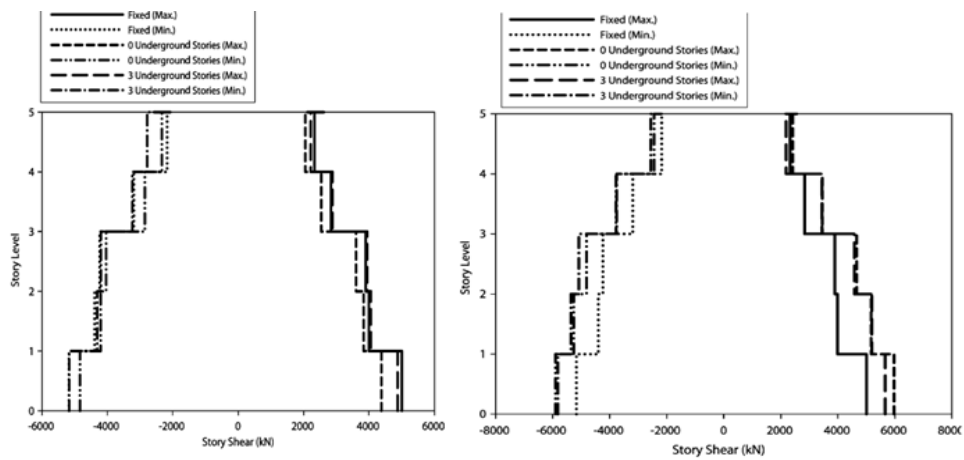 Fixed (Max.)
Fixed (Min.)
0 Underground Stories (Max.)
0 Underground Stories (Min.)
3 Underground Stories (Max.)
3 Underground Stories (Min.)
5
4
3
2
1
0
Story Level
-6000 -4000 -2000 0 2000 4000 6000
Story Shear (kN)
Fixed (Max.)
Fixed (Min.)
0 Underground Stories (Max.)
0 Underground Stories (Min.)
3 Underground Stories (Max.)
3 Underground Stories (Min.)
5
4
3
2
1
0
Story Level
-8000 -6000 -4000 -2000 0 2000 4000 6000 8000
Story Shear (kN)